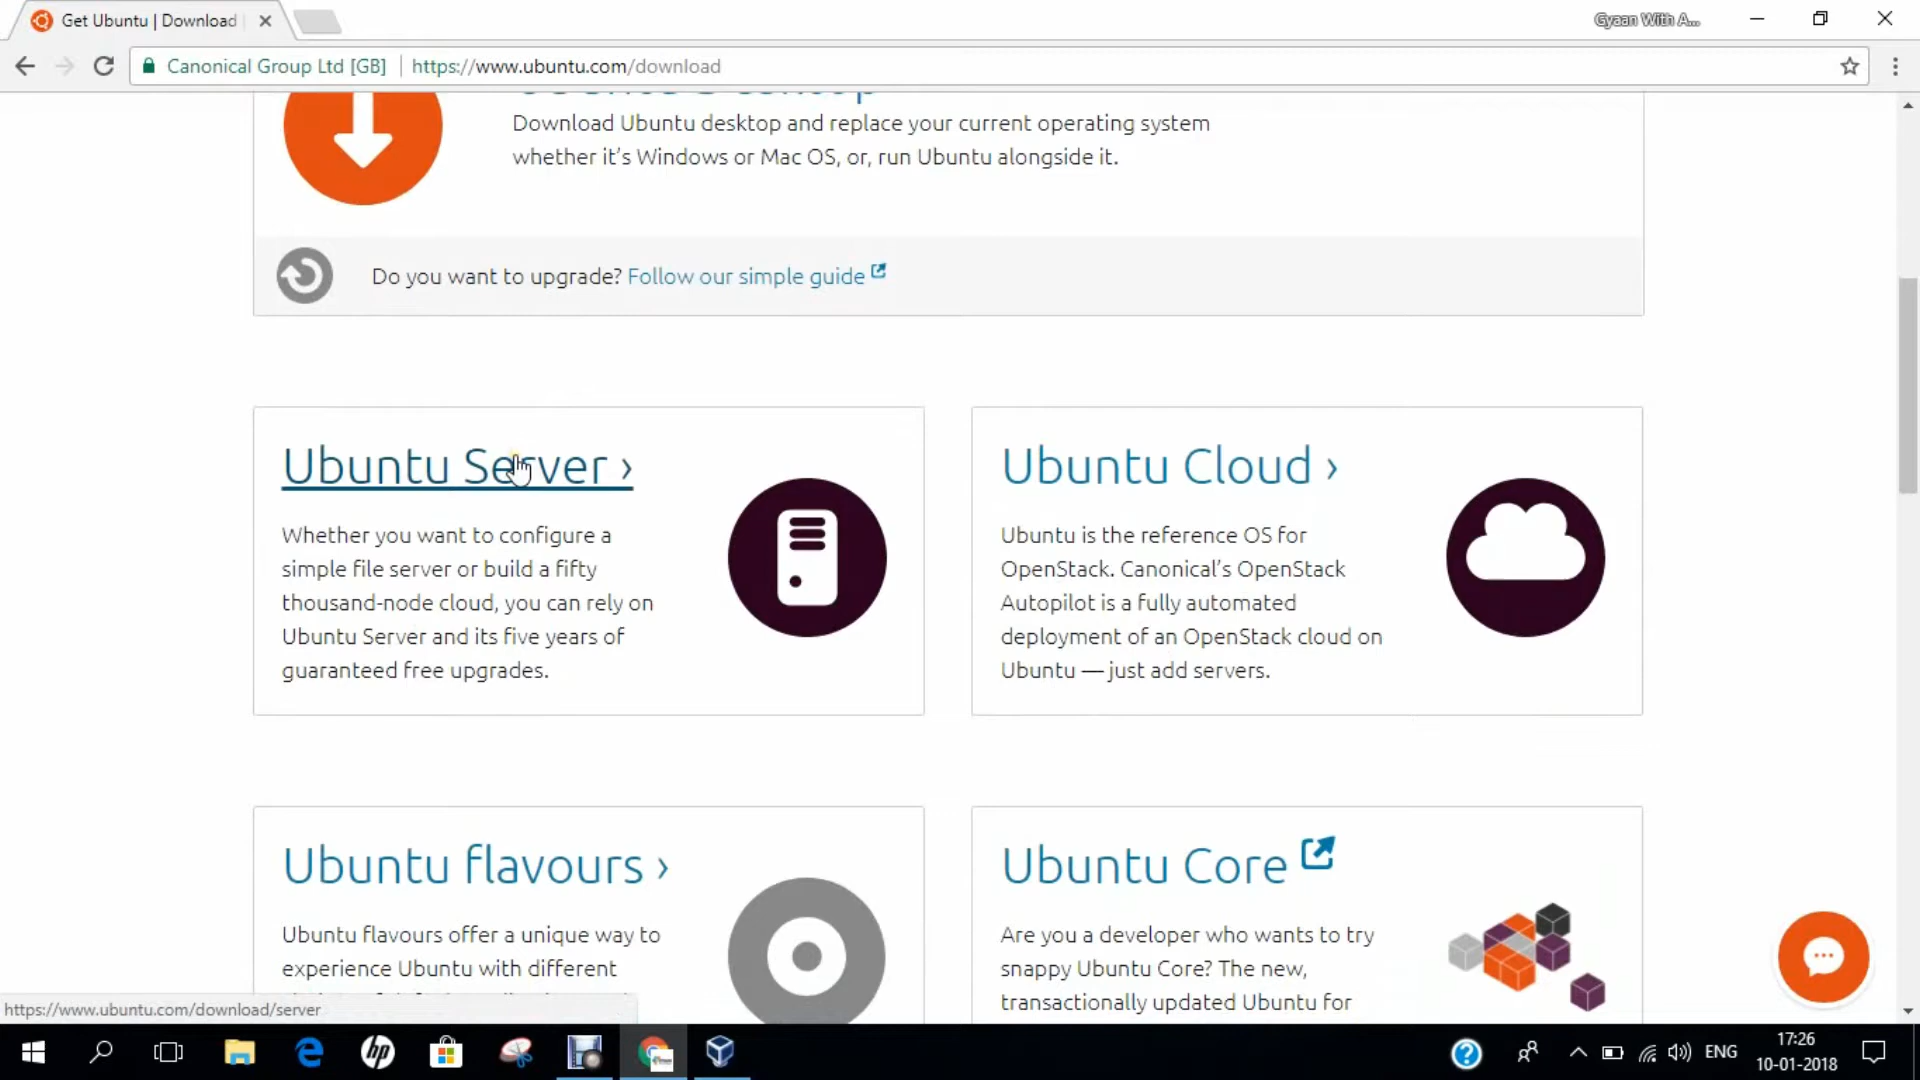 Get Ubuntu | Download
Gyaan With A...
Canonical Group Ltd [GB]
https://www.ubuntu.com/download
Download Ubuntu desktop and replace your current operating system
whether it's Windows or Mac OS, or, run Ubuntu alongside it.
Do you want to upgrade? Follow our simple guide
Ubuntu Server ›
Whether you want to configure a
simple file server or build a fifty
thousand-node cloud, you can rely on
Ubuntu Server and its five years of
guaranteed free upgrades.
Ubuntu Cloud ›
Ubuntu is the reference OS for
OpenStack. Canonical's OpenStack
Autopilot is a fully automated
deployment of an OpenStack cloud on
Ubuntu — just add servers.
Ubuntu flavours ›
Ubuntu flavours offer a unique way to
experience Ubuntu with different
Ubuntu Core
Are you a developer who wants to try
snappy Ubuntu Core? The new,
transactionally updated Ubuntu for
https://www.ubuntu.com/download/server
hp
ENG
17:26
10-01-2018